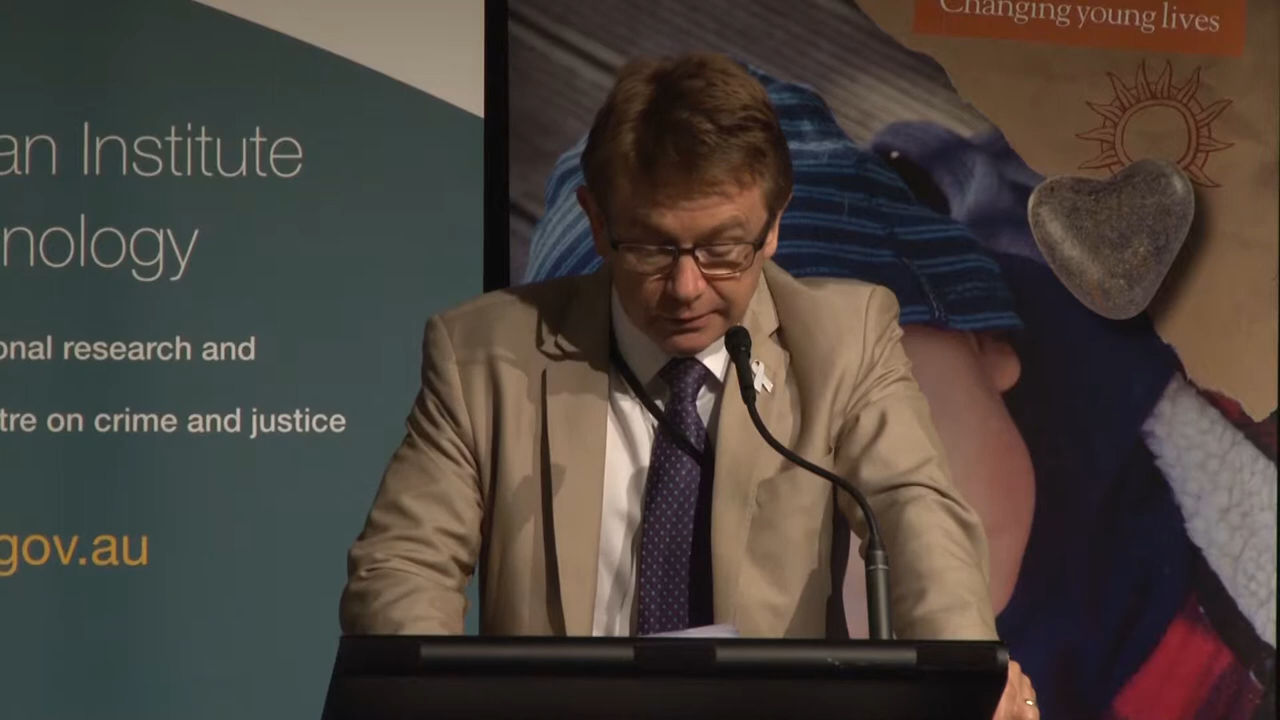 an Institute
nology
onal research and
tre on crime and justice
gov.au
Changing young lives